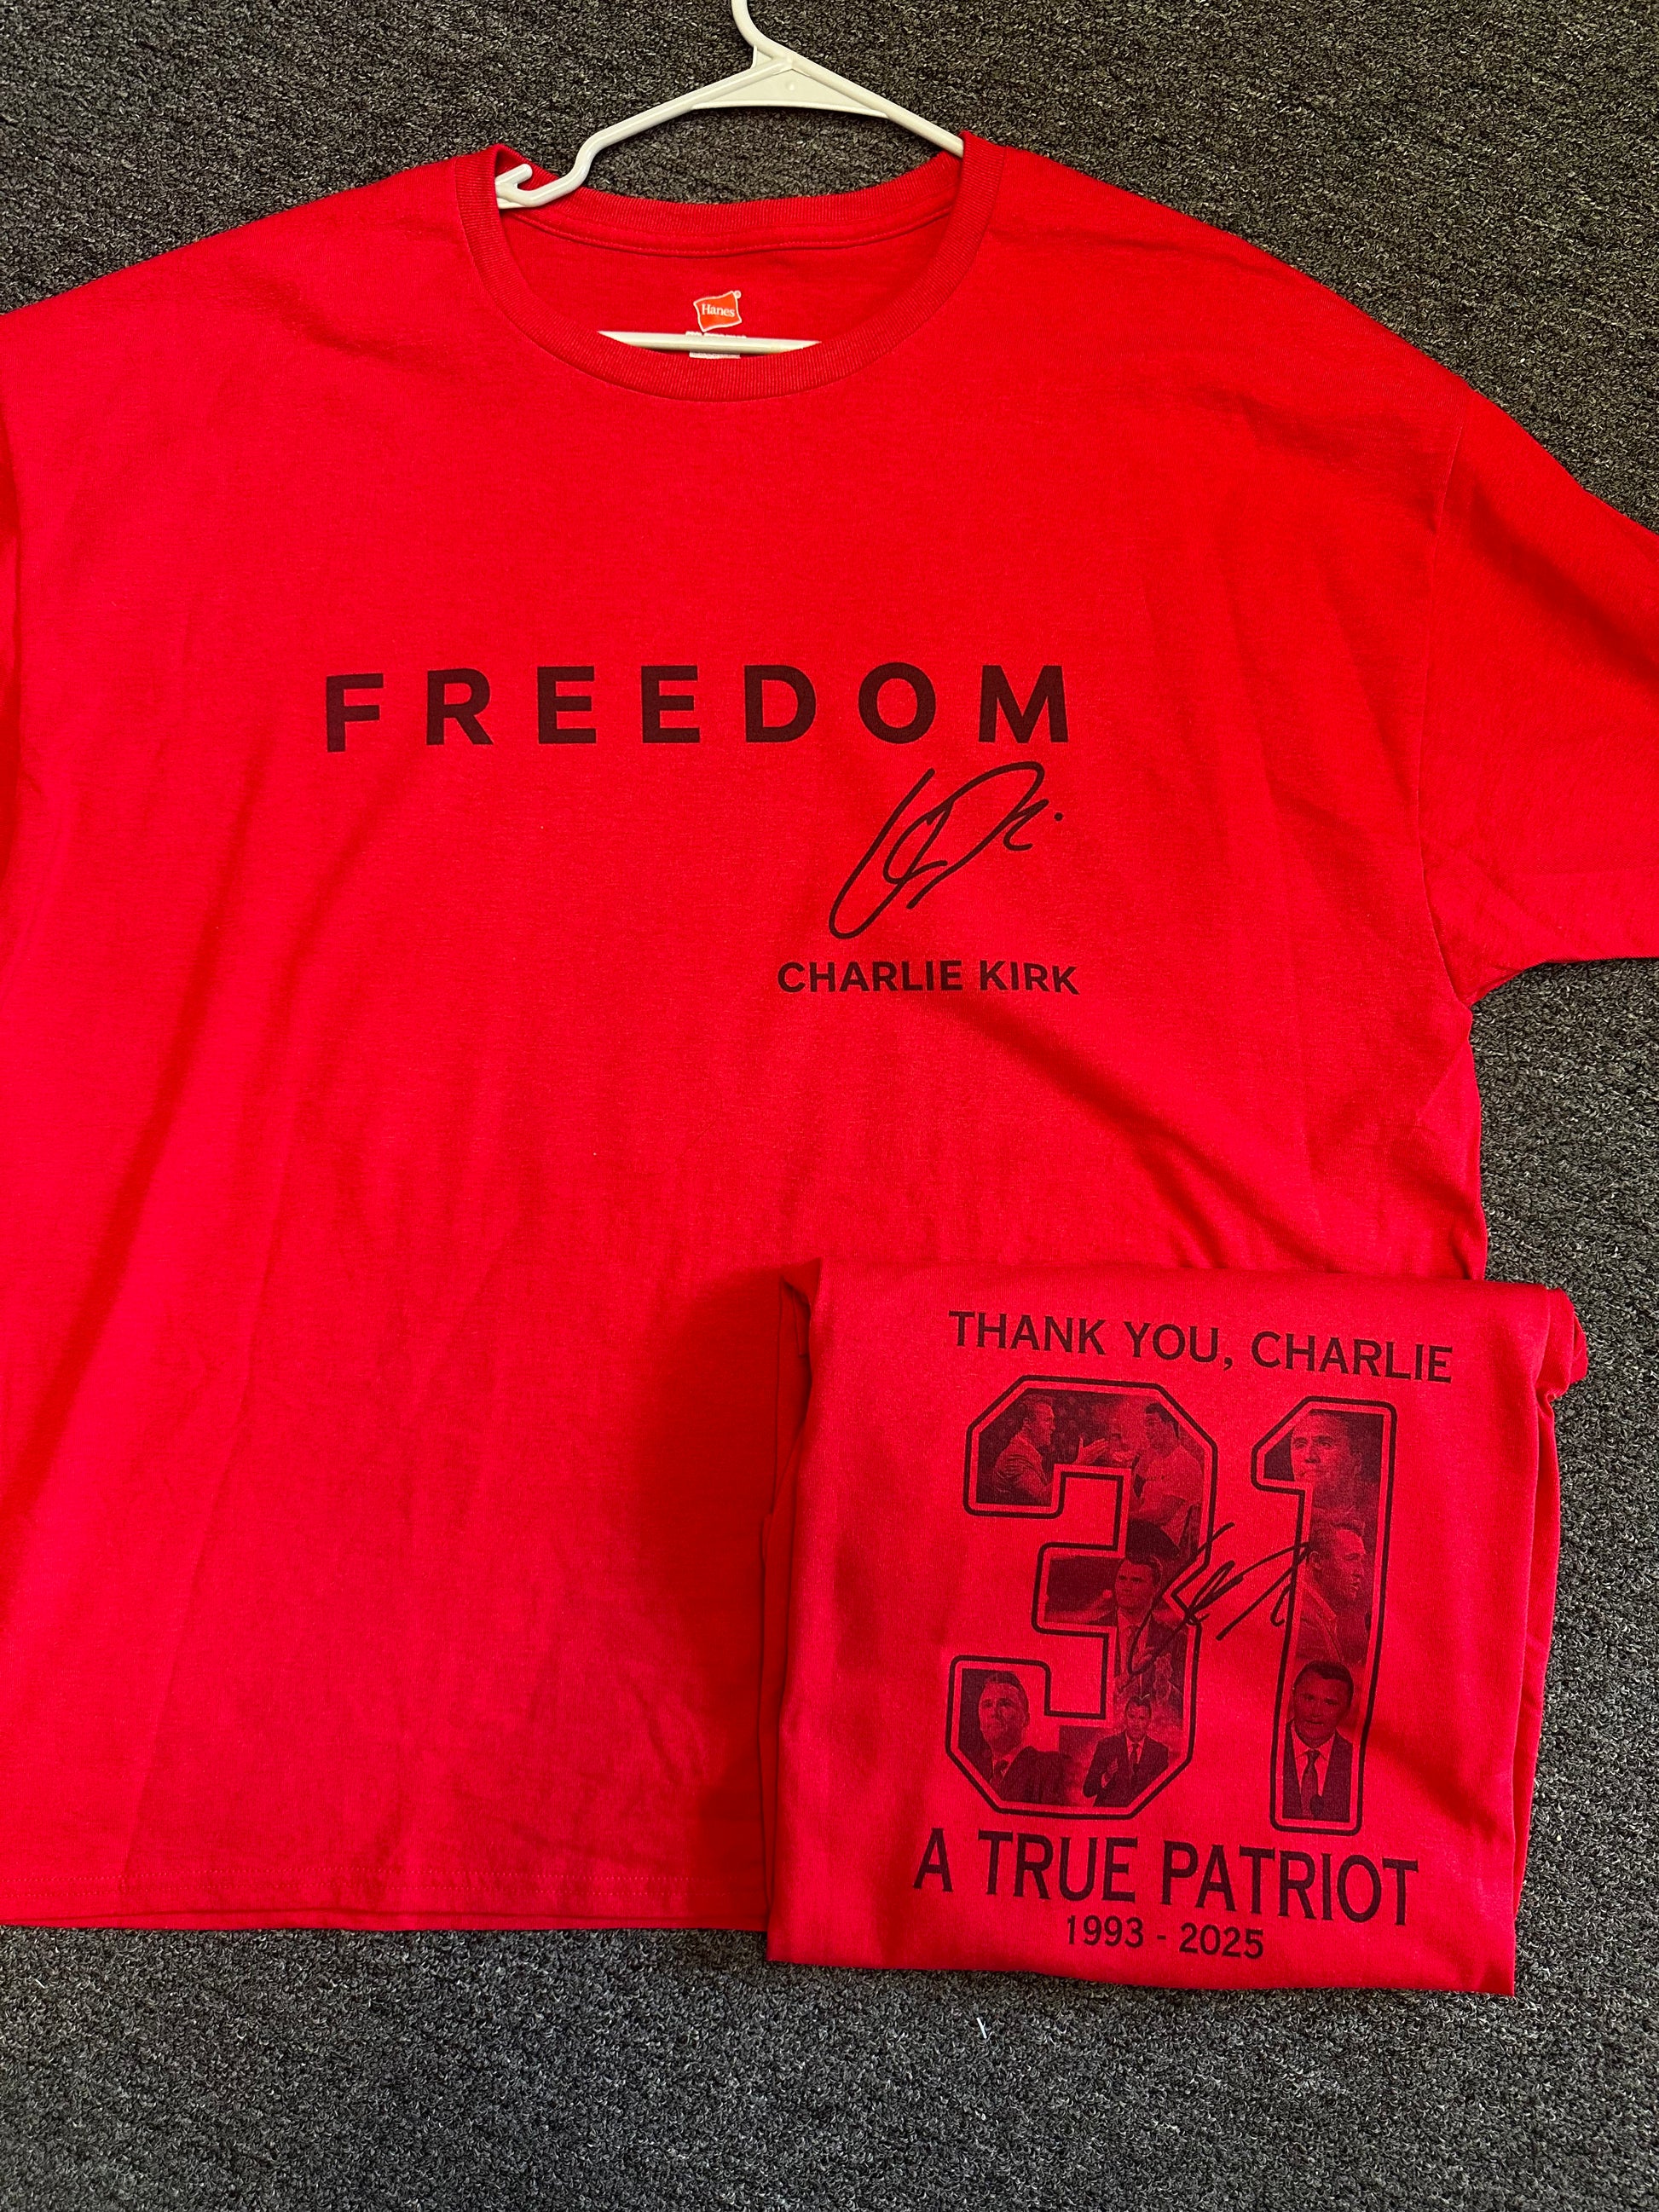 Hanes
FREEDOM
CHARLIE KIRK
THANK YOU, CHARLIE
31
A TRUE PATRIOT
1993 - 2025